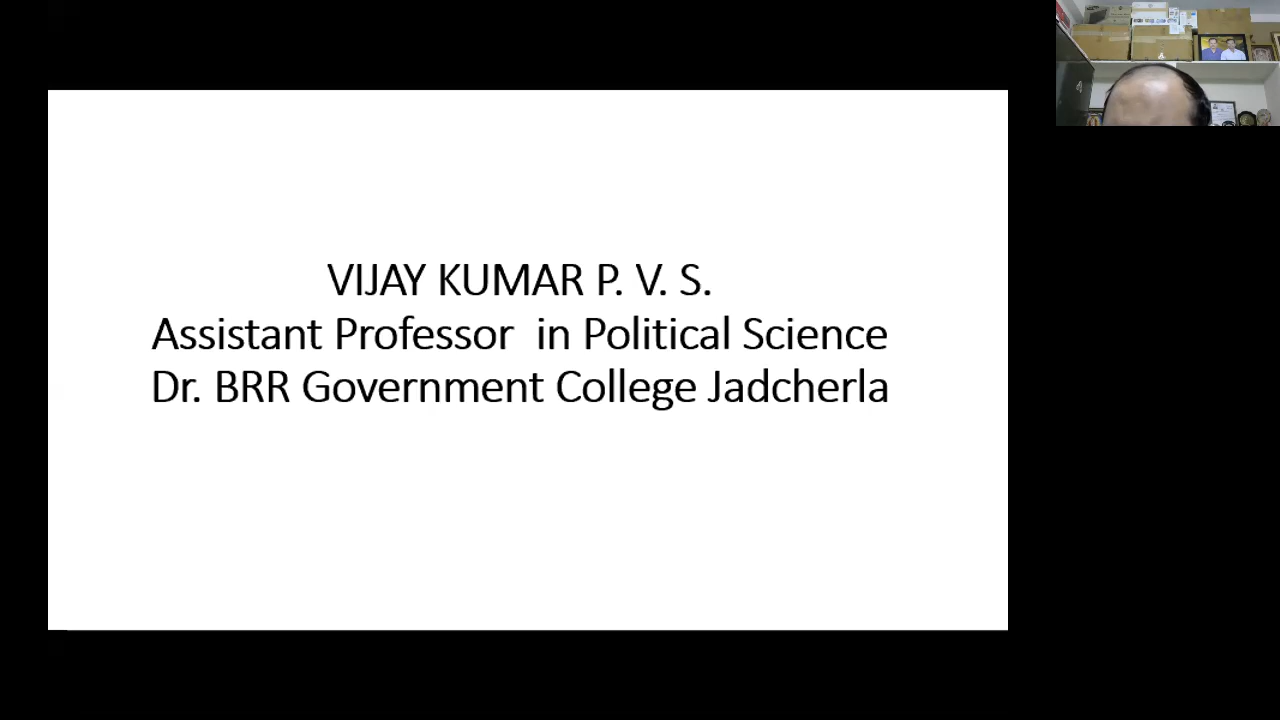 VIJAY KUMAR P. V. S.
Assistant Professor  in Political Science
Dr. BRR Government College Jadcherla